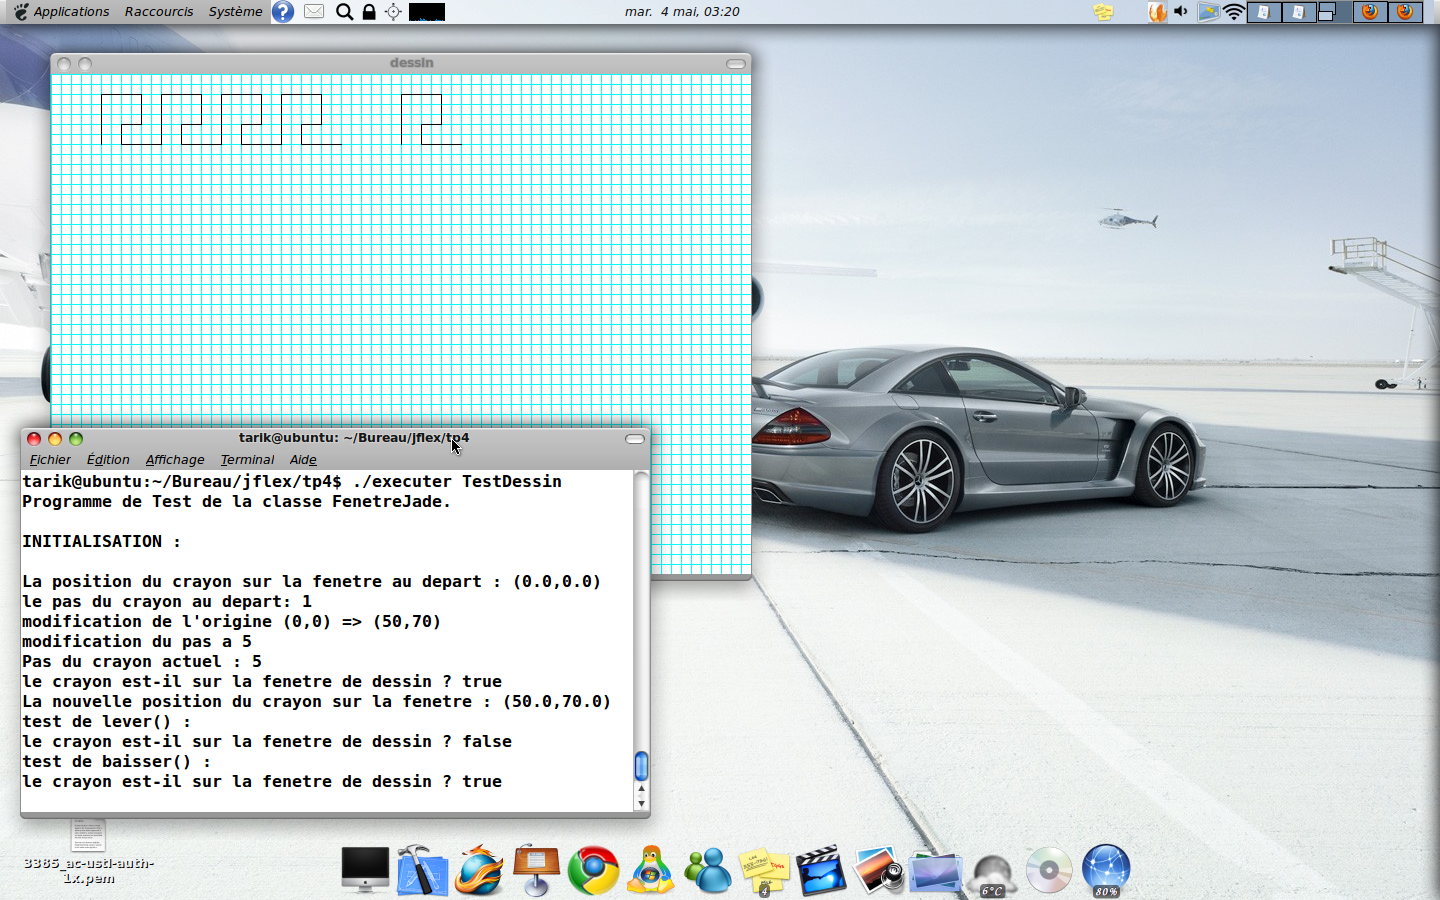 Applications Raccourcis Système mar. 4 mai, 03:20
dessin
tarik@ubuntu: ~/Bureau/jflex/tp4
Fichier Édition Affichage Terminal Aide
tarik@ubuntu:~/Bureau/jflex/tp4$ ./executer TestDessin
Programme de Test de la classe FenetreJade.
INITIALISATION :
La position du crayon sur la fenetre au depart : (0.0,0.0)
le pas du crayon au depart: 1
modification de l'origine (0,0) => (50,70)
modification du pas a 5
Pas du crayon actuel : 5
le crayon est-il sur la fenetre de dessin ? true
La nouvelle position du crayon sur la fenetre : (50.0,70.0)
test de lever() :
le crayon est-il sur la fenetre de dessin ? false
test de baisser() :
le crayon est-il sur la fenetre de dessin ? true
3385_ac-ustl-auth-
1x.pem
4
6°C
80%